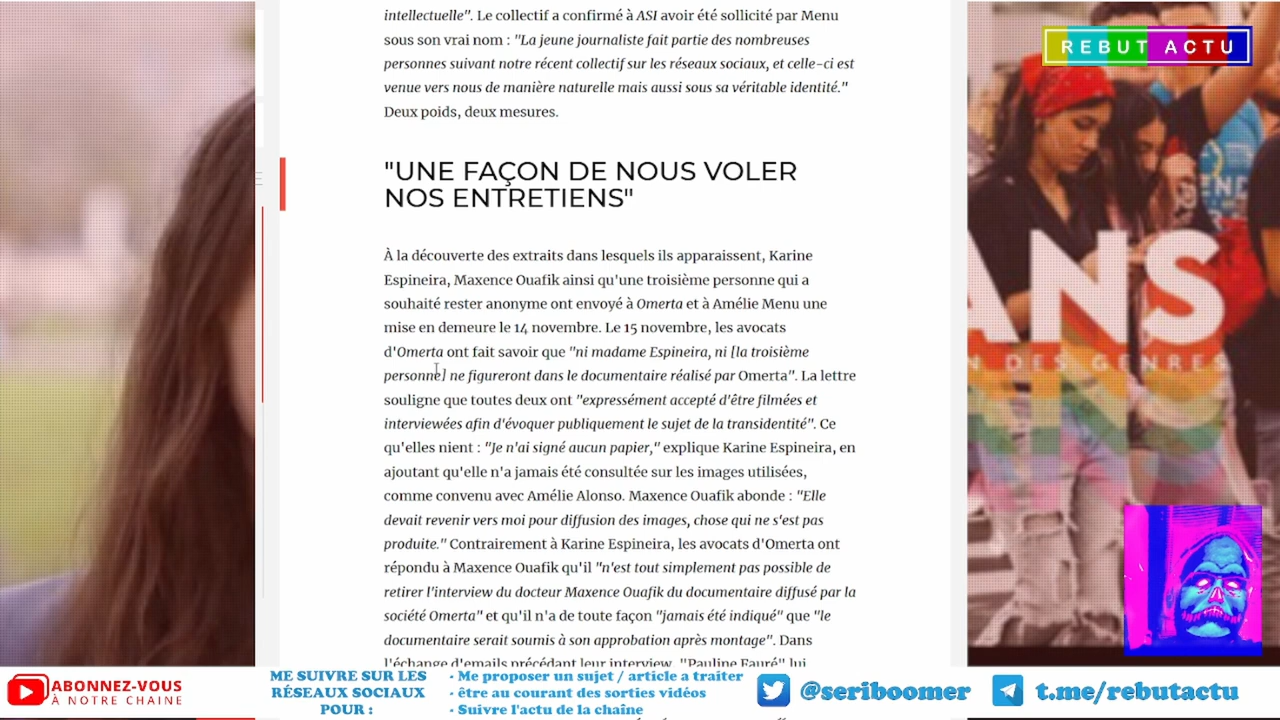 intellectuelle". Le collectif a confirmé à ASI avoir été sollicité par Menu
sous son vrai nom : "La jeune journaliste fait partie des nombreuses
personnes suivant notre récent collectif sur les réseaux sociaux, et celle-ci est
venue vers nous de manière naturelle mais aussi sous sa véritable identité."
Deux poids, deux mesures.
"UNE FAÇON DE NOUS VOLER
NOS ENTRETIENS"
À la découverte des extraits dans lesquels ils apparaissent, Karine
Espineira, Maxence Ouafik ainsi qu'une troisième personne qui a
souhaité rester anonyme ont envoyé à Omerta et à Amélie Menu une
mise en demeure le 14 novembre. Le 15 novembre, les avocats
d'Omerta ont fait savoir que "ni madame Espineira, ni [la troisième
personne] ne figureront dans le documentaire réalisé par Omerta". La lettre
souligne que toutes deux ont "expressément accepté d'être filmées et
interviewées afin d'évoquer publiquement le sujet de la transidentité". Ce
qu'elles nient : "Je n'ai signé aucun papier," explique Karine Espineira, en
ajoutant qu'elle n'a jamais été consultée sur les images utilisées,
comme convenu avec Amélie Alonso. Maxence Ouafik abonde : "Elle
devait revenir vers moi pour diffusion des images, chose qui ne s'est pas
produite." Contrairement à Karine Espineira, les avocats d'Omerta ont
répondu à Maxence Ouafik qu'il "n'est tout simplement pas possible de
retirer l'interview du docteur Maxence Ouafik du documentaire diffusé par la
société Omerta" et qu'il n'a de toute façon "jamais été indiqué" que "le
documentaire serait soumis à son approbation après montage". Dans
l'échange d'emails précédant leur interview, "Pauline Fauré" lui
REBUT ACTU
END
ANS
N DES GENRES
ABONNEZ-VOUS
À NOTRE CHAINE
ME SUIVRE SUR LES
RÉSEAUX SOCIAUX
POUR :
· Me proposer un sujet / article a traiter
· être au courant des sorties vidéos
· Suivre l'actu de la chaîne
@seriboomer
t.me/rebutactu